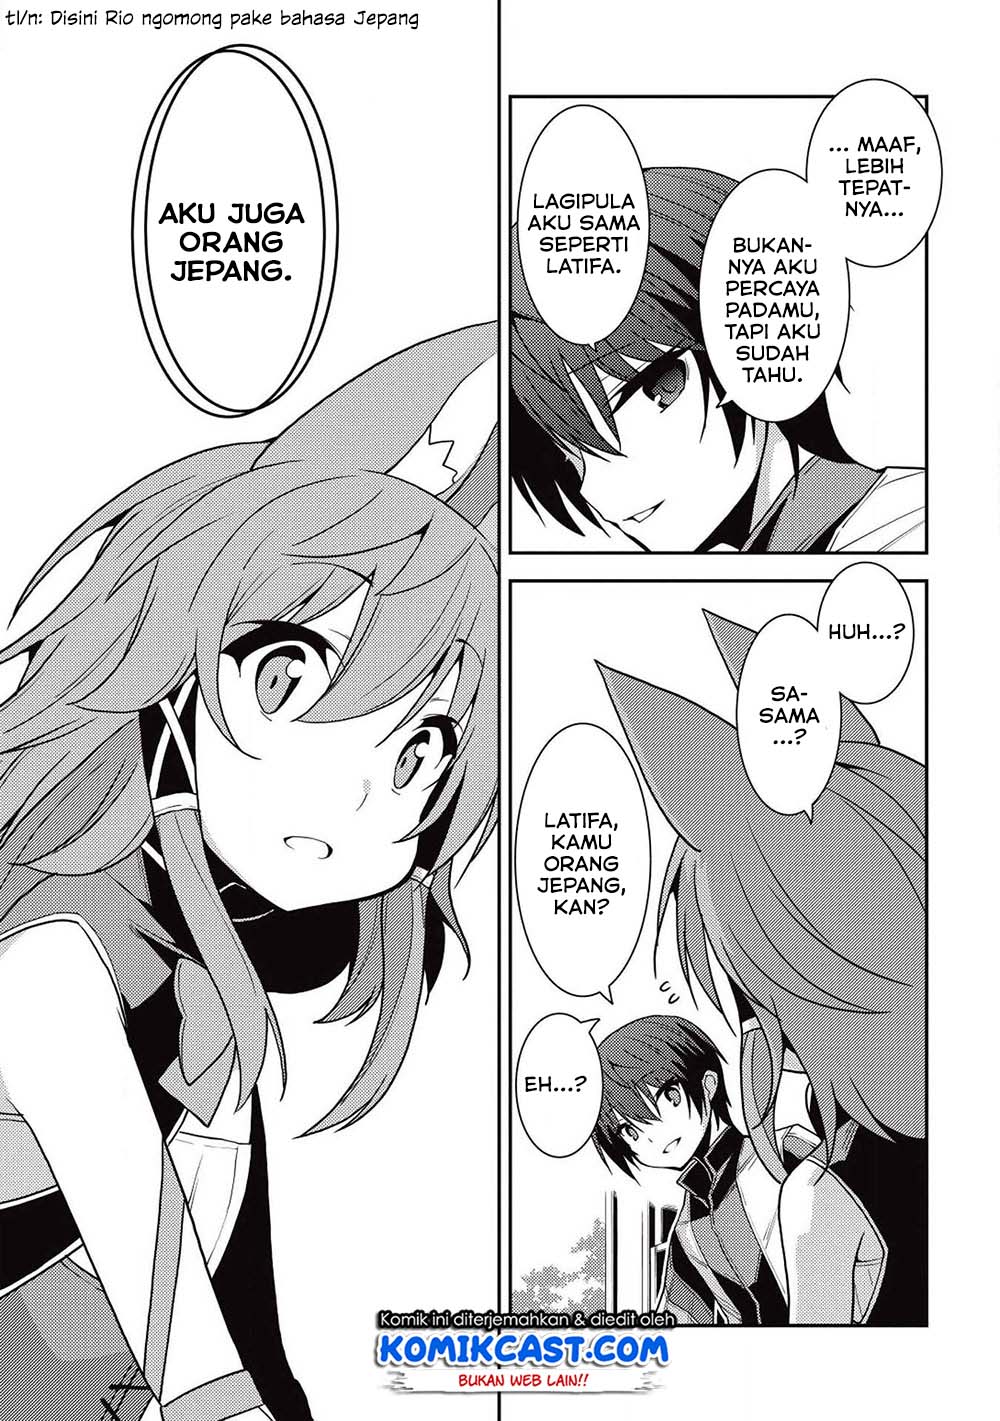 tl/n: Disini Rio ngomong pake bahasa Jepang
... MAAF,
LEBIH
TEPAT-
NYA...
BUKAN-
NYA AKU
PERCAYA
PADAMU,
TAPI AKU
SUDAH
TAHU.
LAGIPULA
AKU SAMA
SEPERTI
LATIFA.
HUH...?
SA-
SAMA
...?
LATIFA,
KAMU
ORANG
JEPANG,
KAN?
EH...?
AKU JUGA
ORANG
JEPANG.
Komik ini diterjemahkan & diedit oleh
KOMIKCAST.COM
BUKAN WEB LAIN!!